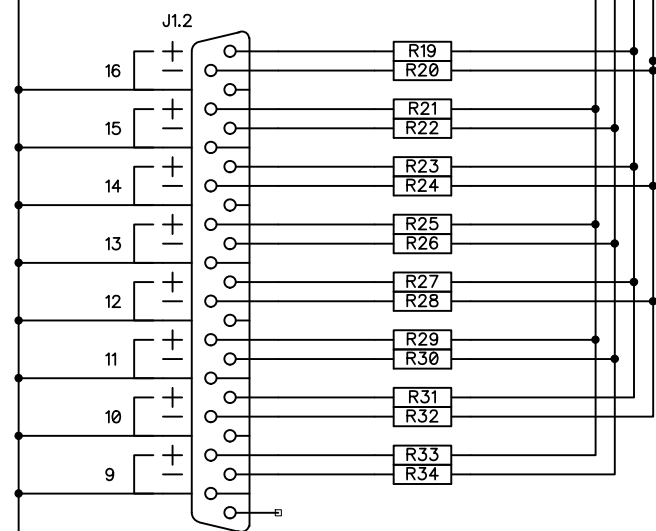 J1.2
+ R19
16 − R20
+ R21
15 − R22
+ R23
14 − R24
+ R25
13 − R26
+ R27
12 − R28
+ R29
11 − R30
+ R31
10 − R32
+ R33
9 − R34